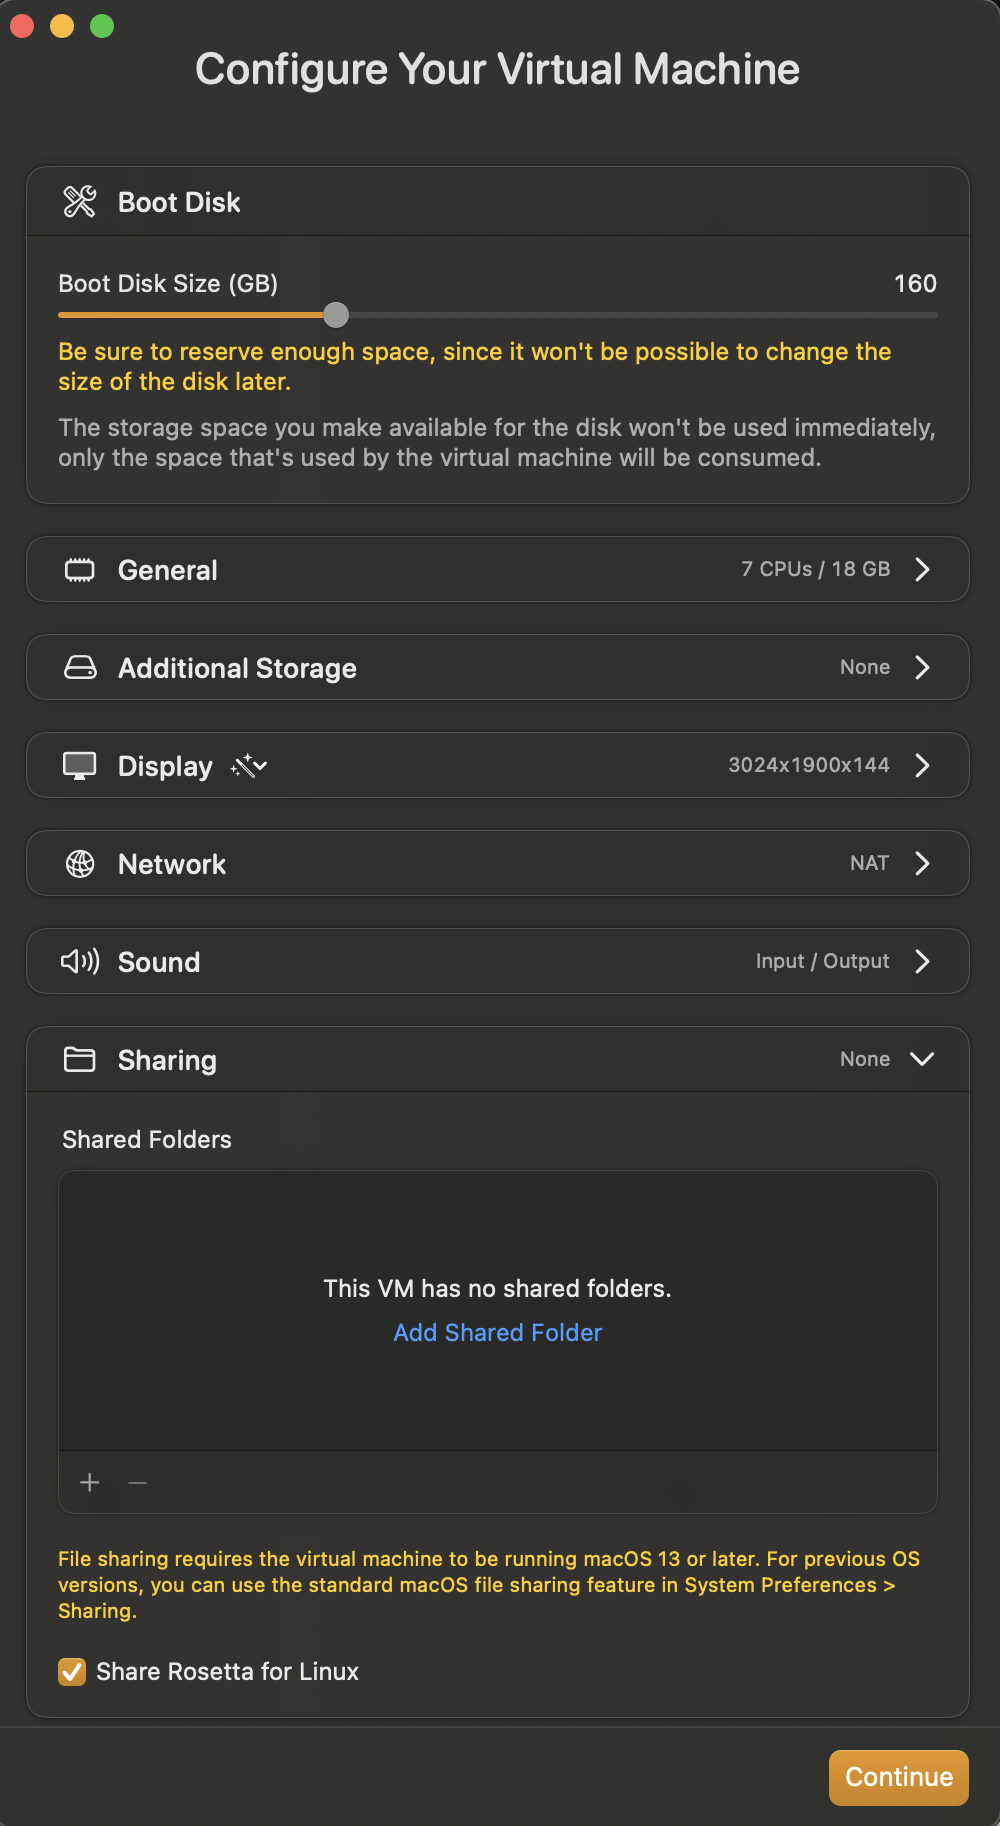 Configure Your Virtual Machine
Boot Disk
Boot Disk Size (GB) 160
Be sure to reserve enough space, since it won't be possible to change the
size of the disk later.
The storage space you make available for the disk won't be used immediately,
only the space that's used by the virtual machine will be consumed.
General 7 CPUs / 18 GB
Additional Storage None
Display 3024x1900x144
Network NAT
Sound Input / Output
Sharing None
Shared Folders
This VM has no shared folders.
Add Shared Folder
File sharing requires the virtual machine to be running macOS 13 or later. For previous OS
versions, you can use the standard macOS file sharing feature in System Preferences >
Sharing.
Share Rosetta for Linux
Continue